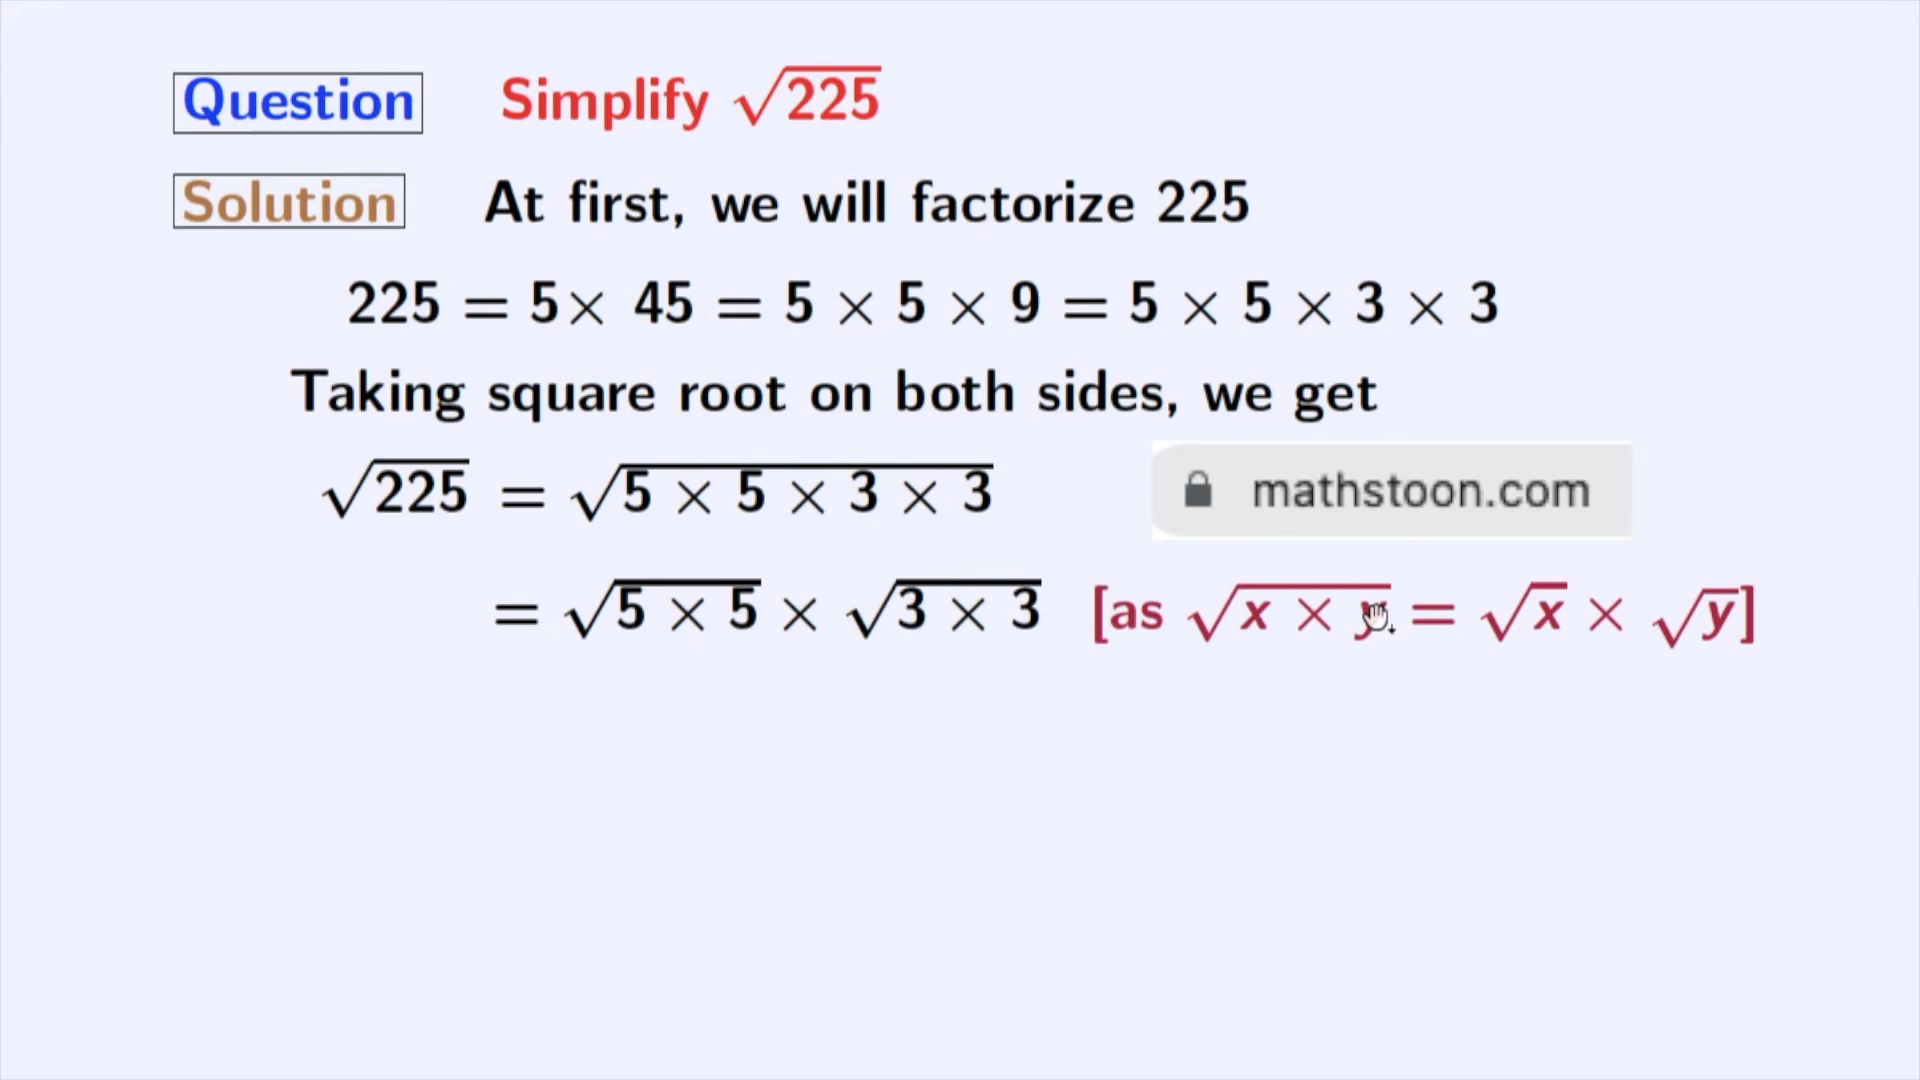 Question Simplify √225
Solution At first, we will factorize 225
225 = 5× 45 = 5 × 5 × 9 = 5 × 5 × 3 × 3
Taking square root on both sides, we get
√225 = √5 × 5 × 3 × 3 mathstoon.com
= √5 × 5 × √3 × 3 [as √x × y = √x × √y]